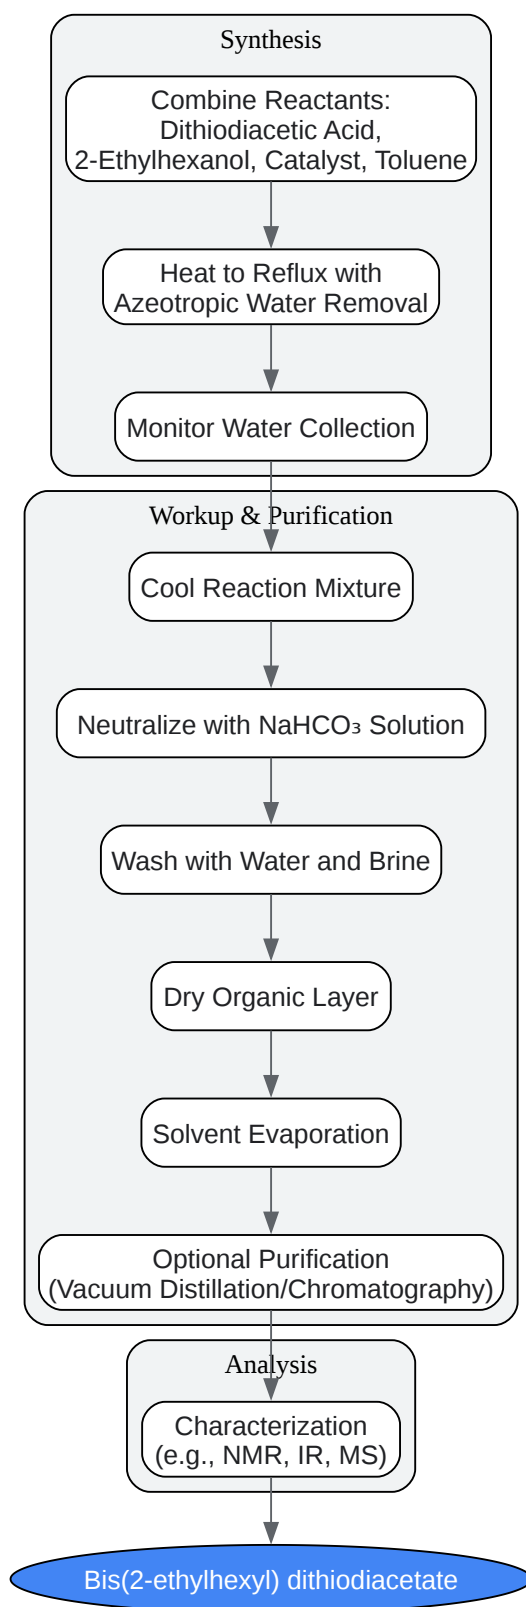 Synthesis
Combine Reactants:
Dithiodiacetic Acid,
2-Ethylhexanol, Catalyst, Toluene
Heat to Reflux with
Azeotropic Water Removal
Monitor Water Collection
Workup & Purification
Cool Reaction Mixture
Neutralize with NaHCO₃ Solution
Wash with Water and Brine
Dry Organic Layer
Solvent Evaporation
Optional Purification
(Vacuum Distillation/Chromatography)
Analysis
Characterization
(e.g., NMR, IR, MS)
Bis(2-ethylhexyl) dithiodiacetate